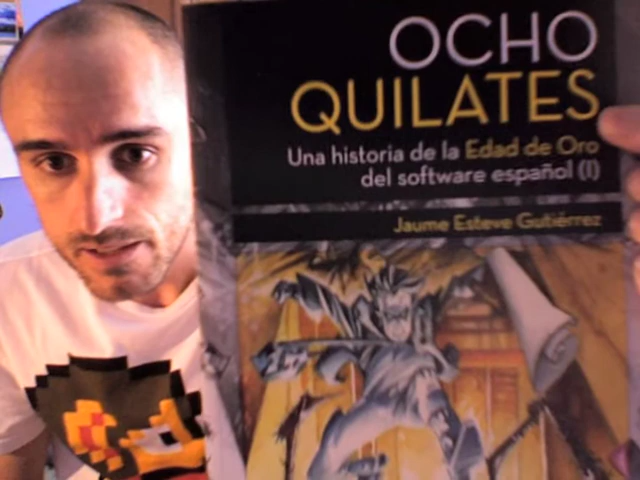 OCHO
QUILATES
Una historia de la Edad de Oro
del software español (I)
Jaume Esteve Gutiérrez